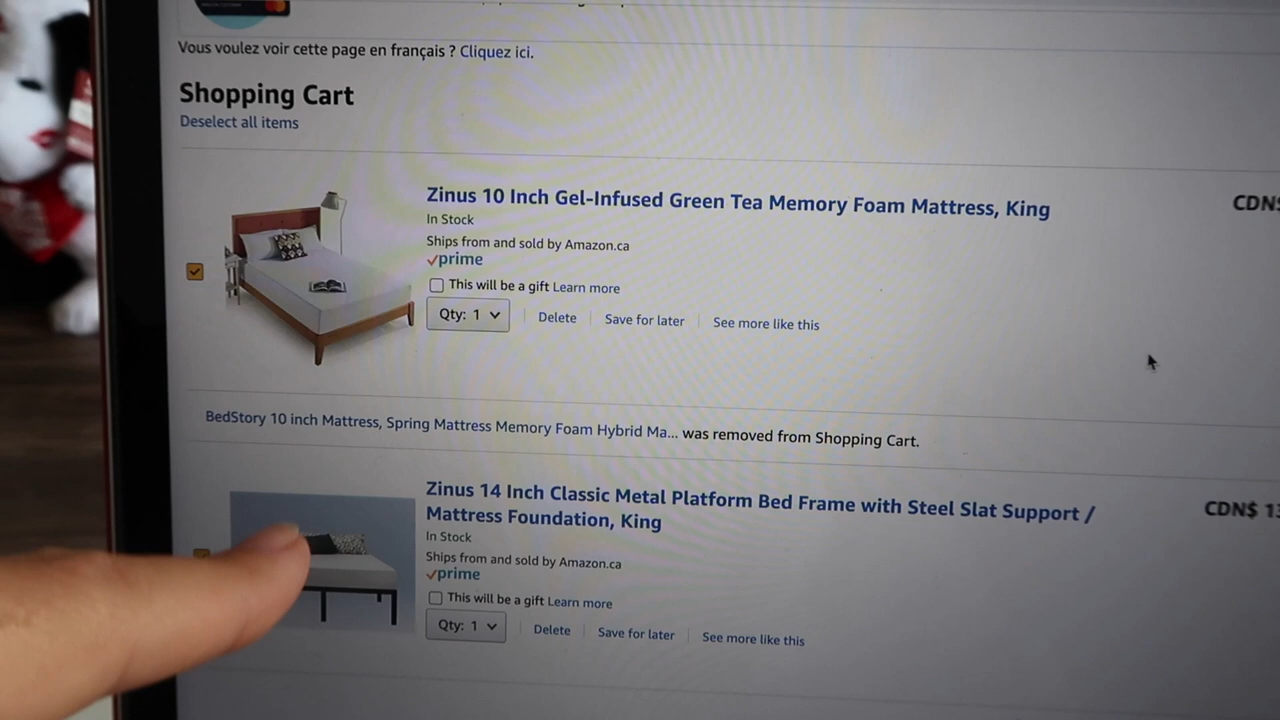 Vous voulez voir cette page en français ? Cliquez ici.
Shopping Cart
Deselect all items
Zinus 10 Inch Gel-Infused Green Tea Memory Foam Mattress, King
CDN$
In Stock
Ships from and sold by Amazon.ca
prime
This will be a gift Learn more
Qty: 1
Delete
Save for later
See more like this
BedStory 10 inch Mattress, Spring Mattress Memory Foam Hybrid Ma... was removed from Shopping Cart.
Zinus 14 Inch Classic Metal Platform Bed Frame with Steel Slat Support /
Mattress Foundation, King
CDN$ 13
In Stock
Ships from and sold by Amazon.ca
prime
This will be a gift Learn more
Qty: 1
Delete
Save for later
See more like this